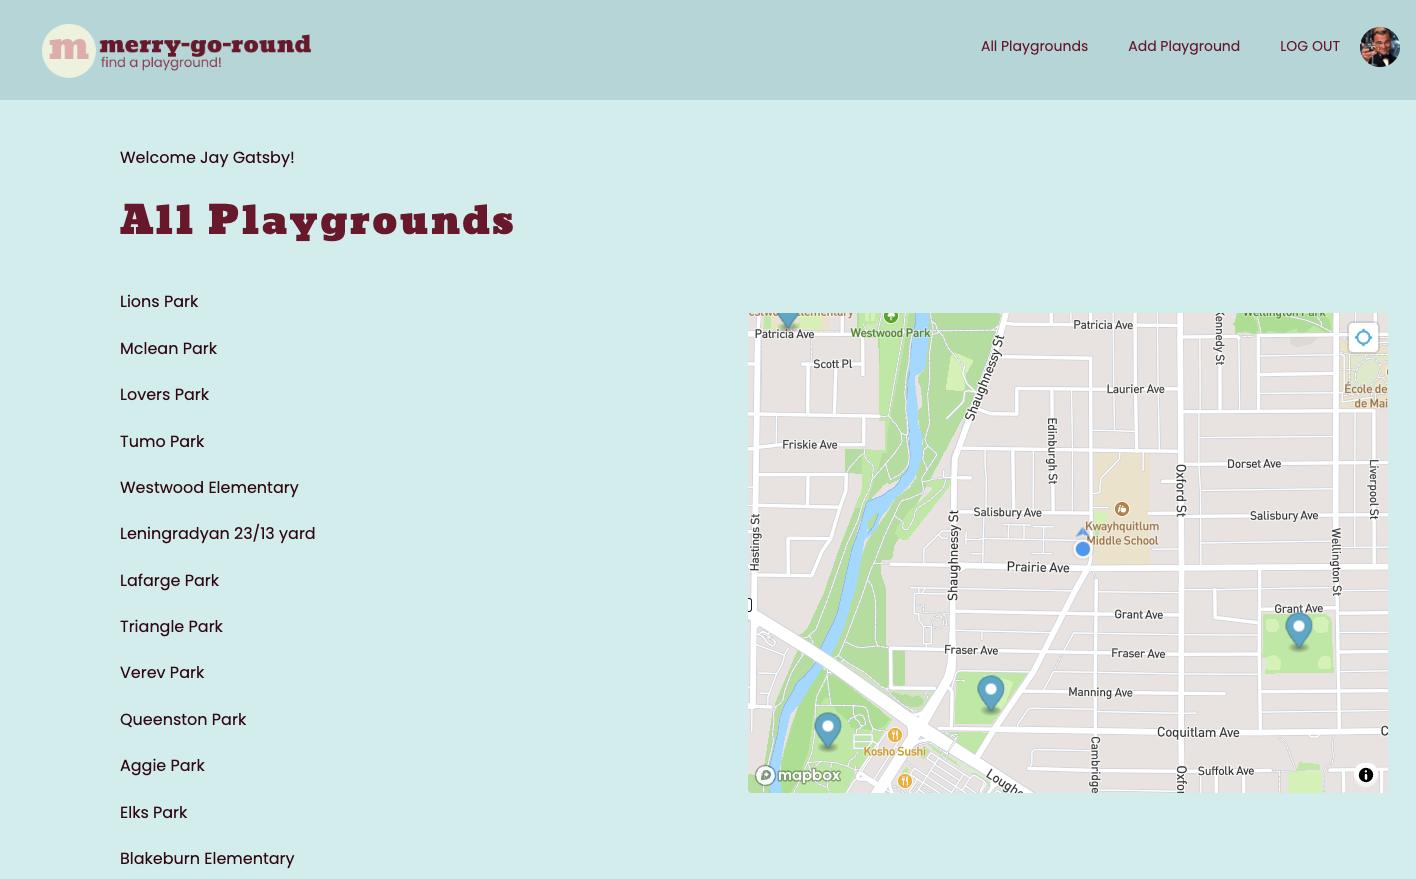 m merry-go-round
find a playground!
All Playgrounds
Add Playground
LOG OUT
Welcome Jay Gatsby!
All Playgrounds
Lions Park
Mclean Park
Lovers Park
Tumo Park
Westwood Elementary
Leningradyan 23/13 yard
Lafarge Park
Triangle Park
Verev Park
Queenston Park
Aggie Park
Elks Park
Blakeburn Elementary
Patricia Ave
Westwood Park
Patricia Ave
Kennedy St
Wellington Park
Scott Pl
Shaughnessy St
Laurier Ave
École de
de Mai
Friskie Ave
Edinburgh St
Oxford St
Dorset Ave
Liverpool St
Hastings St
Shaughnessy St
Salisbury Ave
Kwayhquitlum
Middle School
Salisbury Ave
Wellington St
Prairie Ave
Grant Ave
Grant Ave
Fraser Ave
Fraser Ave
Manning Ave
Coquitlam Ave
C
Kosho Sushi
Cambridge
Oxfo
Suffolk Ave
Loughe
mapbox